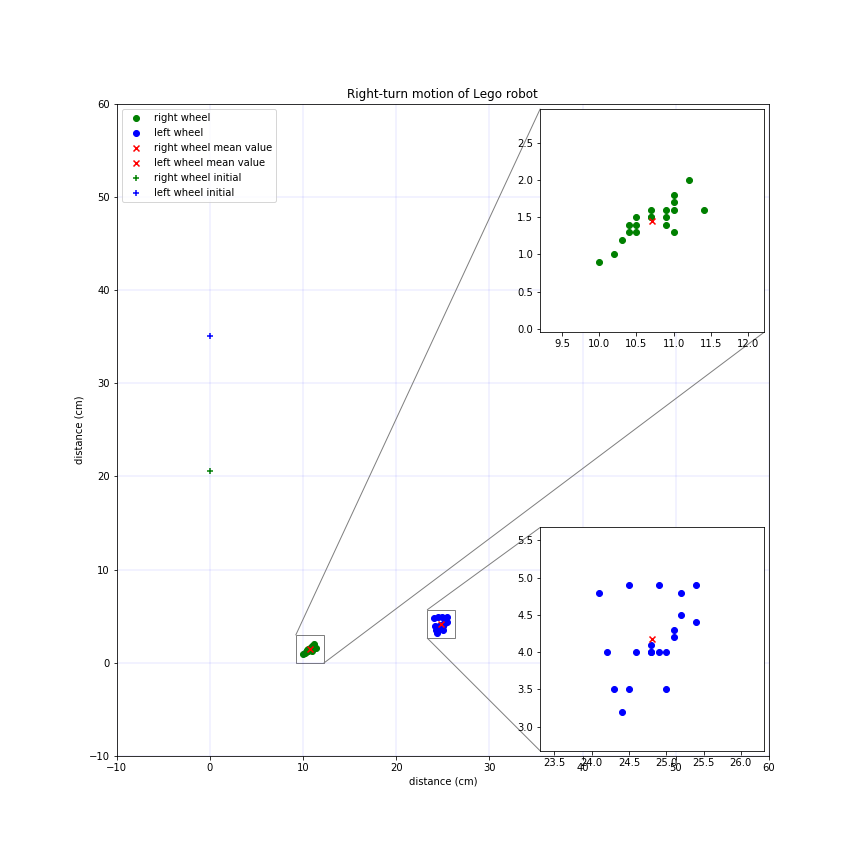 Right-turn motion of Lego robot
right wheel
left wheel
right wheel mean value
left wheel mean value
right wheel initial
left wheel initial
60
50
40
30
20
10
0
−10
distance (cm)
−10 0 10 20 30 40 50 60
distance (cm)
2.5
2.0
1.5
1.0
0.5
0.0
9.5 10.0 10.5 11.0 11.5 12.0
5.5
5.0
4.5
4.0
3.5
3.0
23.5 24.0 24.5 25.0 25.5 26.0